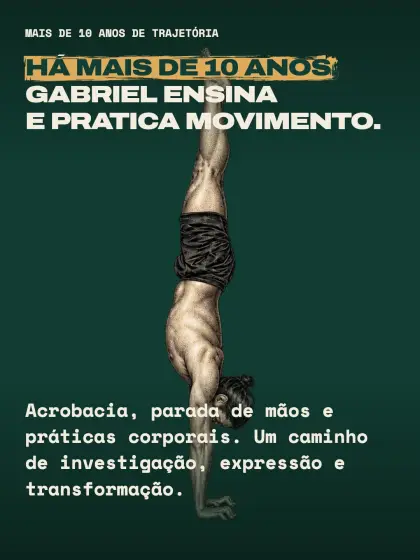 MAIS DE 10 ANOS DE TRAJETÓRIA
HÁ MAIS DE 10 ANOS
GABRIEL ENSINA
E PRATICA MOVIMENTO.
Acrobacia, parada de mãos e
práticas corporais. Um caminho
de investigação, expressão e
transformação.